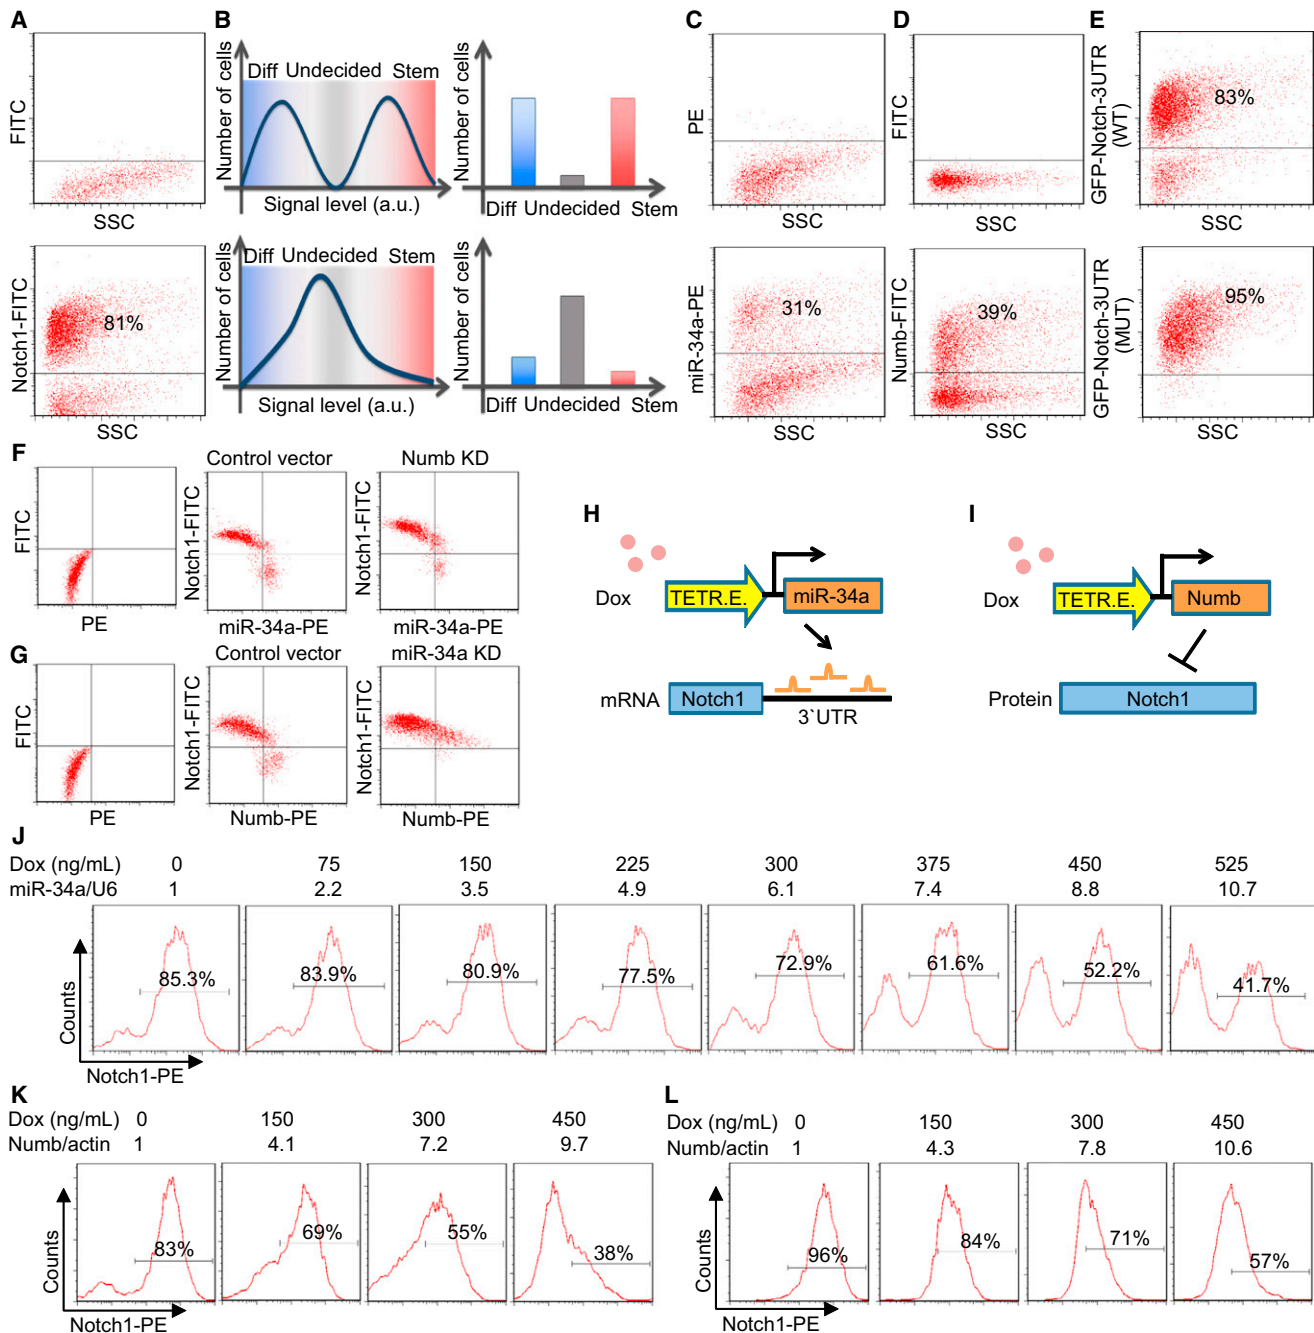 A
FITC
SSC
Notch1-FITC
81%
SSC
B
Number of cells
Diff Undecided Stem
Signal level (a.u.)
Number of cells
Diff Undecided Stem
Number of cells
Diff Undecided Stem
Signal level (a.u.)
Number of cells
Diff Undecided Stem
C
PE
SSC
miR-34a-PE
31%
SSC
D
FITC
SSC
Numb-FITC
39%
SSC
E
GFP-Notch-3UTR
(WT)
83%
SSC
GFP-Notch-3UTR
(MUT)
95%
SSC
F
FITC
PE
Control vector
Notch1-FITC
miR-34a-PE
Numb KD
Notch1-FITC
miR-34a-PE
G
FITC
PE
Control vector
Notch1-FITC
Numb-PE
miR-34a KD
Notch1-FITC
Numb-PE
H
Dox
TETR.E.
miR-34a
mRNA
Notch1
3`UTR
I
Dox
TETR.E.
Numb
Protein
Notch1
J
Dox (ng/mL) 0 75 150 225 300 375 450 525
miR-34a/U6 1 2.2 3.5 4.9 6.1 7.4 8.8 10.7
Counts
85.3% 83.9% 80.9% 77.5% 72.9% 61.6% 52.2% 41.7%
Notch1-PE
K
Dox (ng/mL) 0 150 300 450
Numb/actin 1 4.1 7.2 9.7
Counts
83% 69% 55% 38%
Notch1-PE
L
Dox (ng/mL) 0 150 300 450
Numb/actin 1 4.3 7.8 10.6
Counts
96% 84% 71% 57%
Notch1-PE